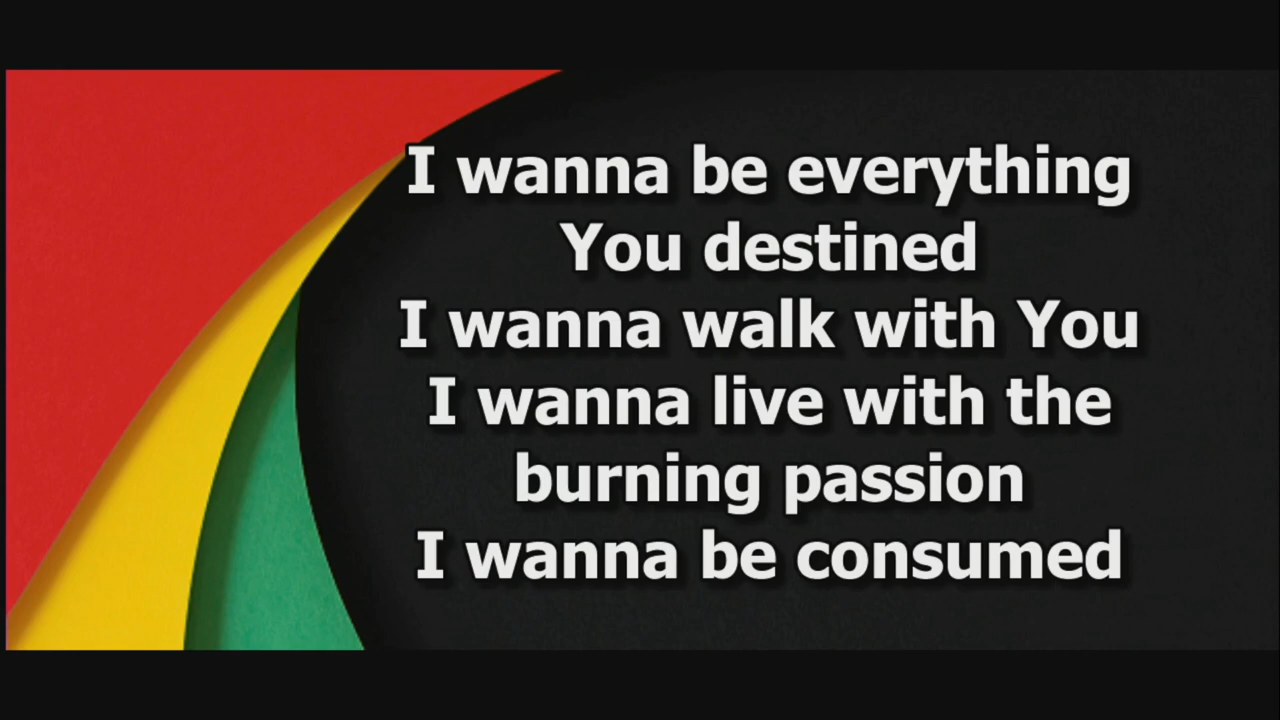 I wanna be everything
You destined
I wanna walk with You
I wanna live with the
burning passion
I wanna be consumed